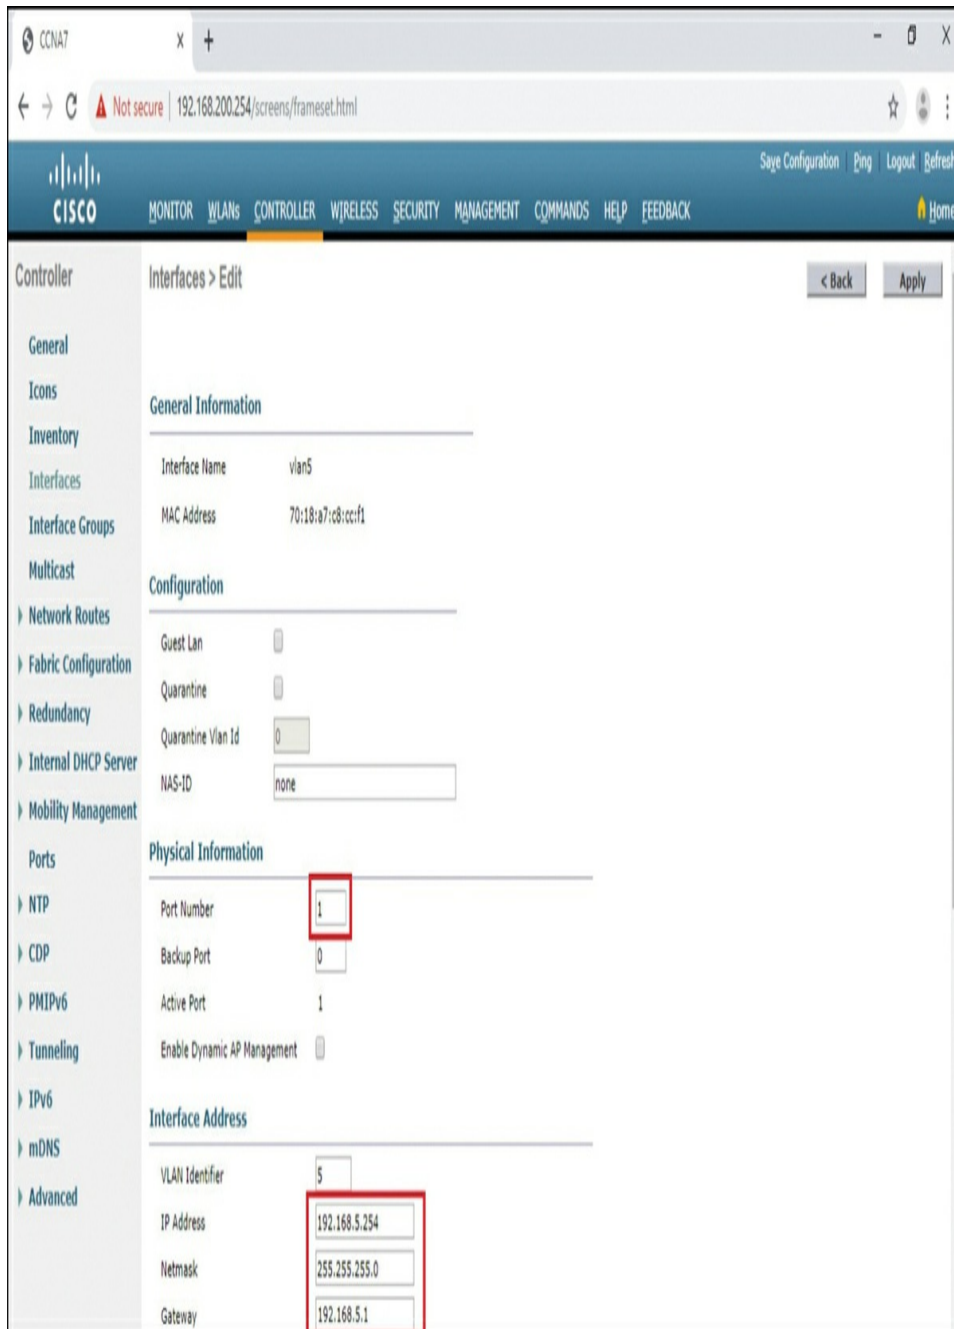 CCNA7
Not secure | 192.168.200.254/screens/frameset.html
Save Configuration Ping Logout Refresh
CISCO MONITOR WLANs CONTROLLER WIRELESS SECURITY MANAGEMENT COMMANDS HELP FEEDBACK Home
Controller
General
Icons
Inventory
Interfaces
Interface Groups
Multicast
Network Routes
Fabric Configuration
Redundancy
Internal DHCP Server
Mobility Management
Ports
NTP
CDP
PMIPv6
Tunneling
IPv6
mDNS
Advanced
Interfaces > Edit
< Back Apply
General Information
Interface Name vlan5
MAC Address 70:18:a7:c8:cc:f1
Configuration
Guest Lan
Quarantine
Quarantine Vlan Id 0
NAS-ID none
Physical Information
Port Number 1
Backup Port 0
Active Port 1
Enable Dynamic AP Management
Interface Address
VLAN Identifier 5
IP Address 192.168.5.254
Netmask 255.255.255.0
Gateway 192.168.5.1